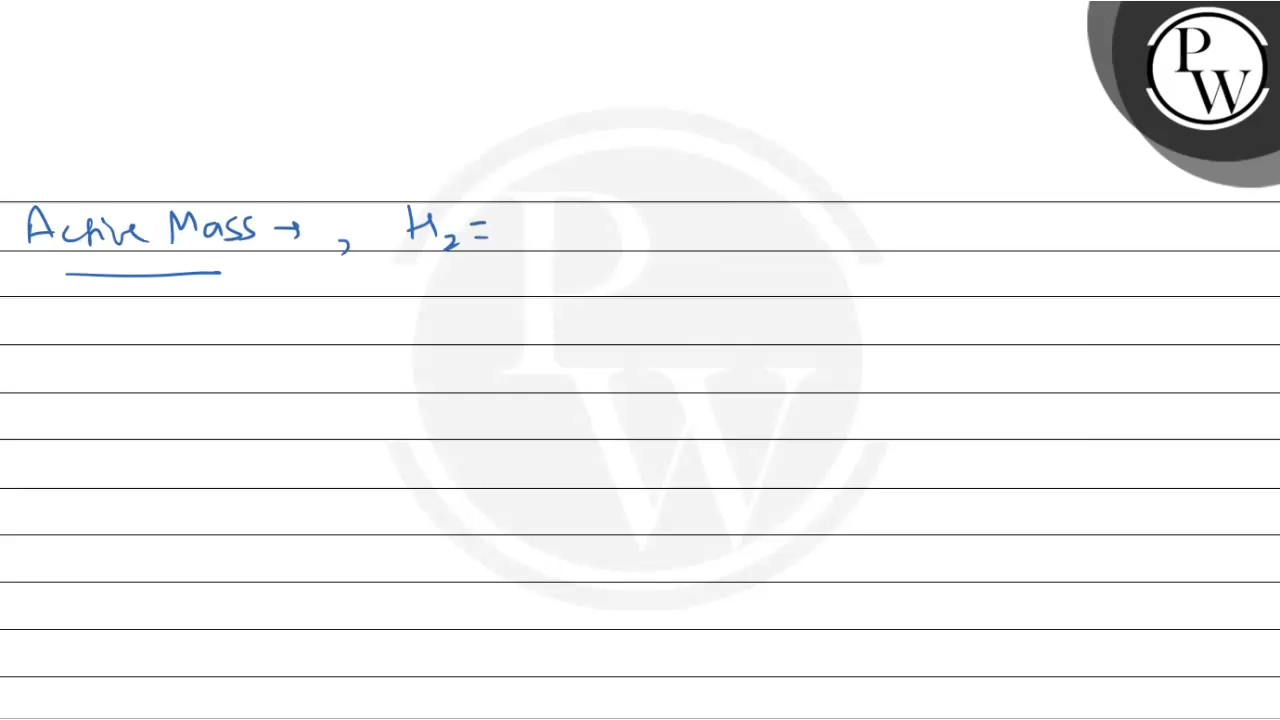 P
W
Active Mass → , H₂ =
P
W